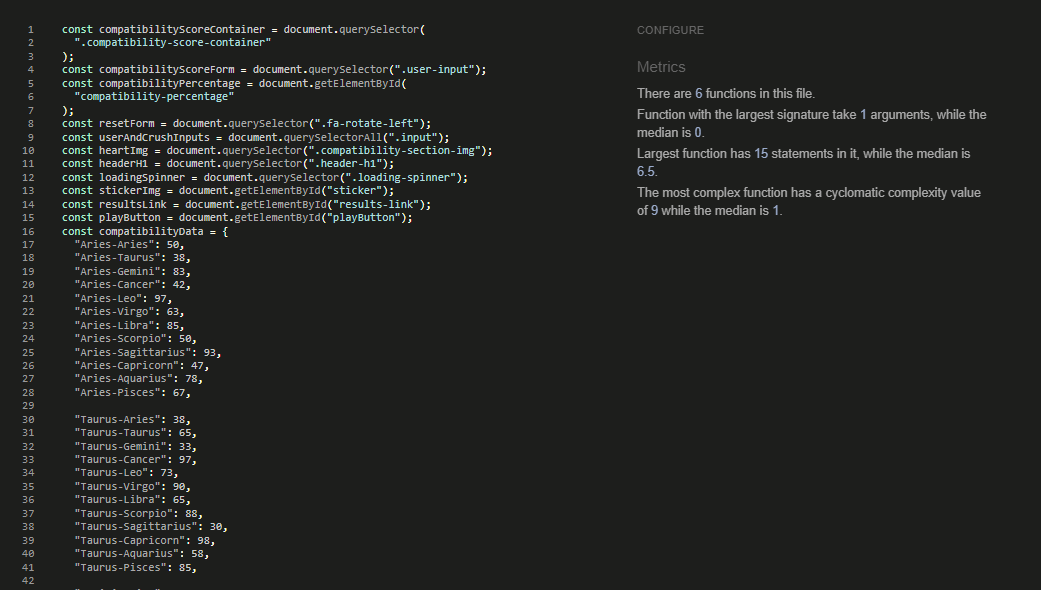 1 const compatibilityScoreContainer = document.querySelector(
2 ".compatibility-score-container"
3 );
4 const compatibilityScoreForm = document.querySelector(".user-input");
5 const compatibilityPercentage = document.getElementById(
6 "compatibility-percentage"
7 );
8 const resetForm = document.querySelector(".fa-rotate-left");
9 const userAndCrushInputs = document.querySelectorAll(".input");
10 const heartImg = document.querySelector(".compatibility-section-img");
11 const headerH1 = document.querySelector(".header-h1");
12 const loadingSpinner = document.querySelector(".loading-spinner");
13 const stickerImg = document.getElementById("sticker");
14 const resultsLink = document.getElementById("results-link");
15 const playButton = document.getElementById("playButton");
16 const compatibilityData = {
17 "Aries-Aries": 50,
18 "Aries-Taurus": 38,
19 "Aries-Gemini": 83,
20 "Aries-Cancer": 42,
21 "Aries-Leo": 97,
22 "Aries-Virgo": 63,
23 "Aries-Libra": 85,
24 "Aries-Scorpio": 50,
25 "Aries-Sagittarius": 93,
26 "Aries-Capricorn": 47,
27 "Aries-Aquarius": 78,
28 "Aries-Pisces": 67,
29
30 "Taurus-Aries": 38,
31 "Taurus-Taurus": 65,
32 "Taurus-Gemini": 33,
33 "Taurus-Cancer": 97,
34 "Taurus-Leo": 73,
35 "Taurus-Virgo": 90,
36 "Taurus-Libra": 65,
37 "Taurus-Scorpio": 88,
38 "Taurus-Sagittarius": 30,
39 "Taurus-Capricorn": 98,
40 "Taurus-Aquarius": 58,
41 "Taurus-Pisces": 85,
42
CONFIGURE
Metrics
There are 6 functions in this file.
Function with the largest signature take 1 arguments, while the
median is 0.
Largest function has 15 statements in it, while the median is
6.5.
The most complex function has a cyclomatic complexity value
of 9 while the median is 1.